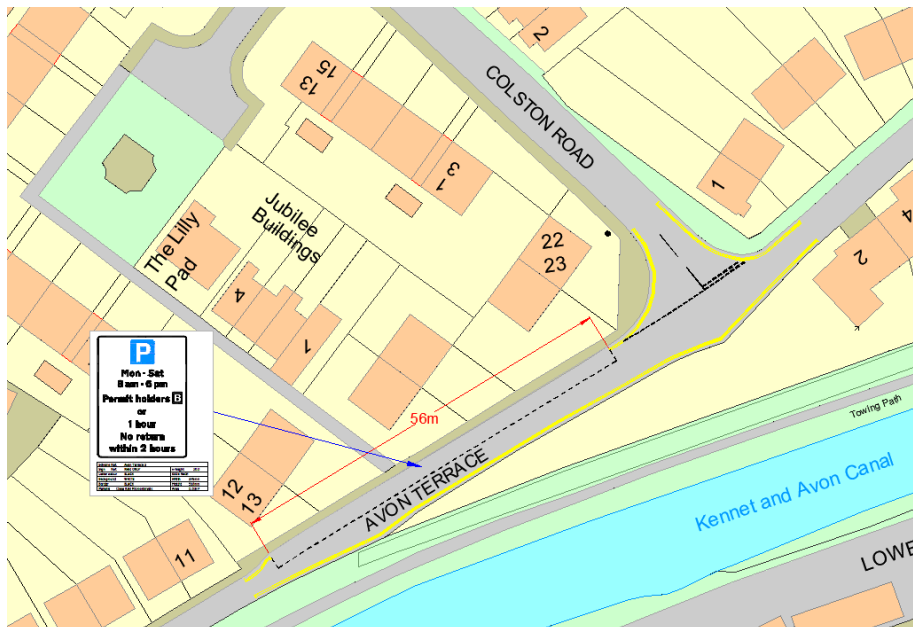 2
COLSTON ROAD
13
15
1
3
1
Jubilee
Buildings
The Lilly
Pad
4
1
22
23
2
4
P
Mon - Sat
8 am - 6 pm
Permit holders B
or
1 hour
No return
within 2 hours
56m
12
13
11
AVON TERRACE
Towing Path
Kennet and Avon Canal
LOWE